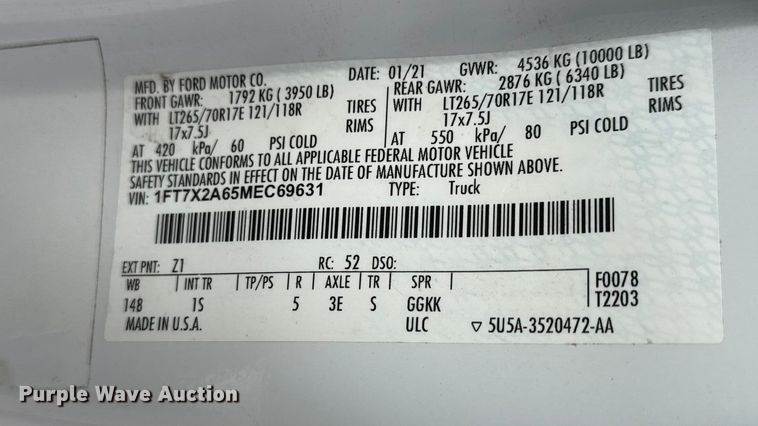 MFD. BY FORD MOTOR CO. DATE: 01/21 GVWR: 4536 KG (10000 LB)
FRONT GAWR: 1792 KG ( 3950 LB) REAR GAWR: 2876 KG ( 6340 LB)
WITH LT265/70R17E 121/118R TIRES WITH LT265/70R17E 121/118R TIRES
17x7.5J RIMS 17x7.5J RIMS
AT 420 kPa/ 60 PSI COLD AT 550 kPa/ 80 PSI COLD
THIS VEHICLE CONFORMS TO ALL APPLICABLE FEDERAL MOTOR VEHICLE
SAFETY STANDARDS IN EFFECT ON THE DATE OF MANUFACTURE SHOWN ABOVE.
VIN: 1FT7X2A65MEC69631 TYPE: Truck
EXT PNT: Z1 RC: 52 DSO:
WB INT TR TP/PS R AXLE TR SPR F0078
148 1S 5 3E S GGKK T2203
MADE IN U.S.A. ULC ▽ 5U5A-3520472-AA
Purple Wave Auction